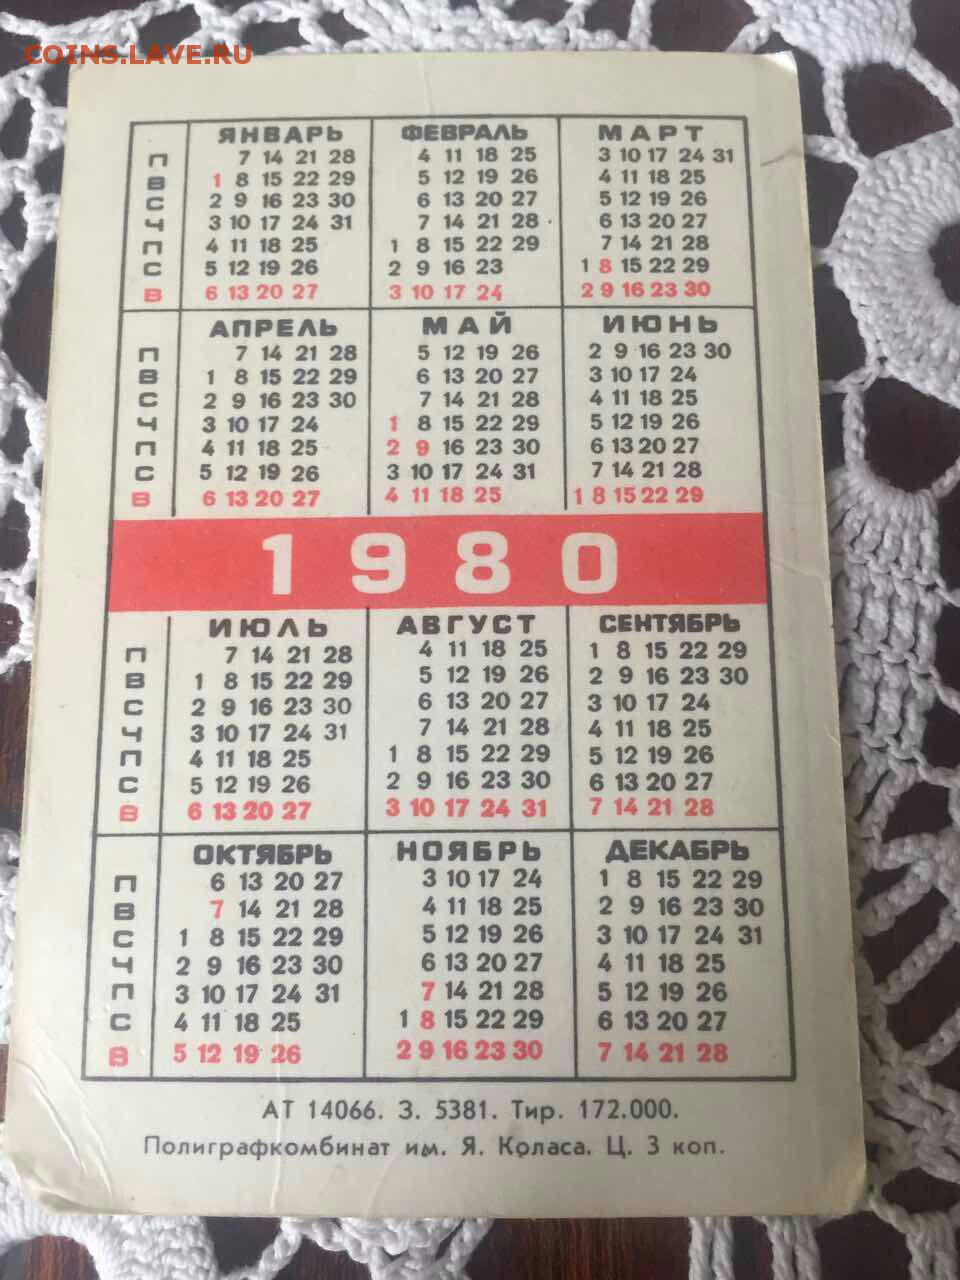 COINS.LAVE.RU
ЯНВАРЬ ФЕВРАЛЬ МАРТ
П 7 14 21 28 4 11 18 25 3 10 17 24 31
В 1 8 15 22 29 5 12 19 26 4 11 18 25
С 2 9 16 23 30 6 13 20 27 5 12 19 26
Ч 3 10 17 24 31 7 14 21 28 6 13 20 27
П 4 11 18 25 1 8 15 22 29 7 14 21 28
С 5 12 19 26 2 9 16 23 1 8 15 22 29
В 6 13 20 27 3 10 17 24 2 9 16 23 30
АПРЕЛЬ МАЙ ИЮНЬ
П 7 14 21 28 5 12 19 26 2 9 16 23 30
В 1 8 15 22 29 6 13 20 27 3 10 17 24
С 2 9 16 23 30 7 14 21 28 4 11 18 25
Ч 3 10 17 24 1 8 15 22 29 5 12 19 26
П 4 11 18 25 2 9 16 23 30 6 13 20 27
С 5 12 19 26 3 10 17 24 31 7 14 21 28
В 6 13 20 27 4 11 18 25 1 8 15 22 29
1980
ИЮЛЬ АВГУСТ СЕНТЯБРЬ
П 7 14 21 28 4 11 18 25 1 8 15 22 29
В 1 8 15 22 29 5 12 19 26 2 9 16 23 30
С 2 9 16 23 30 6 13 20 27 3 10 17 24
Ч 3 10 17 24 31 7 14 21 28 4 11 18 25
П 4 11 18 25 1 8 15 22 29 5 12 19 26
С 5 12 19 26 2 9 16 23 30 6 13 20 27
В 6 13 20 27 3 10 17 24 31 7 14 21 28
ОКТЯБРЬ НОЯБРЬ ДЕКАБРЬ
П 6 13 20 27 3 10 17 24 1 8 15 22 29
В 7 14 21 28 4 11 18 25 2 9 16 23 30
С 1 8 15 22 29 5 12 19 26 3 10 17 24 31
Ч 2 9 16 23 30 6 13 20 27 4 11 18 25
П 3 10 17 24 31 7 14 21 28 5 12 19 26
С 4 11 18 25 1 8 15 22 29 6 13 20 27
В 5 12 19 26 2 9 16 23 30 7 14 21 28
АТ 14066. З. 5381. Тир. 172.000.
Полиграфкомбинат им. Я. Коласа. Ц. 3 коп.